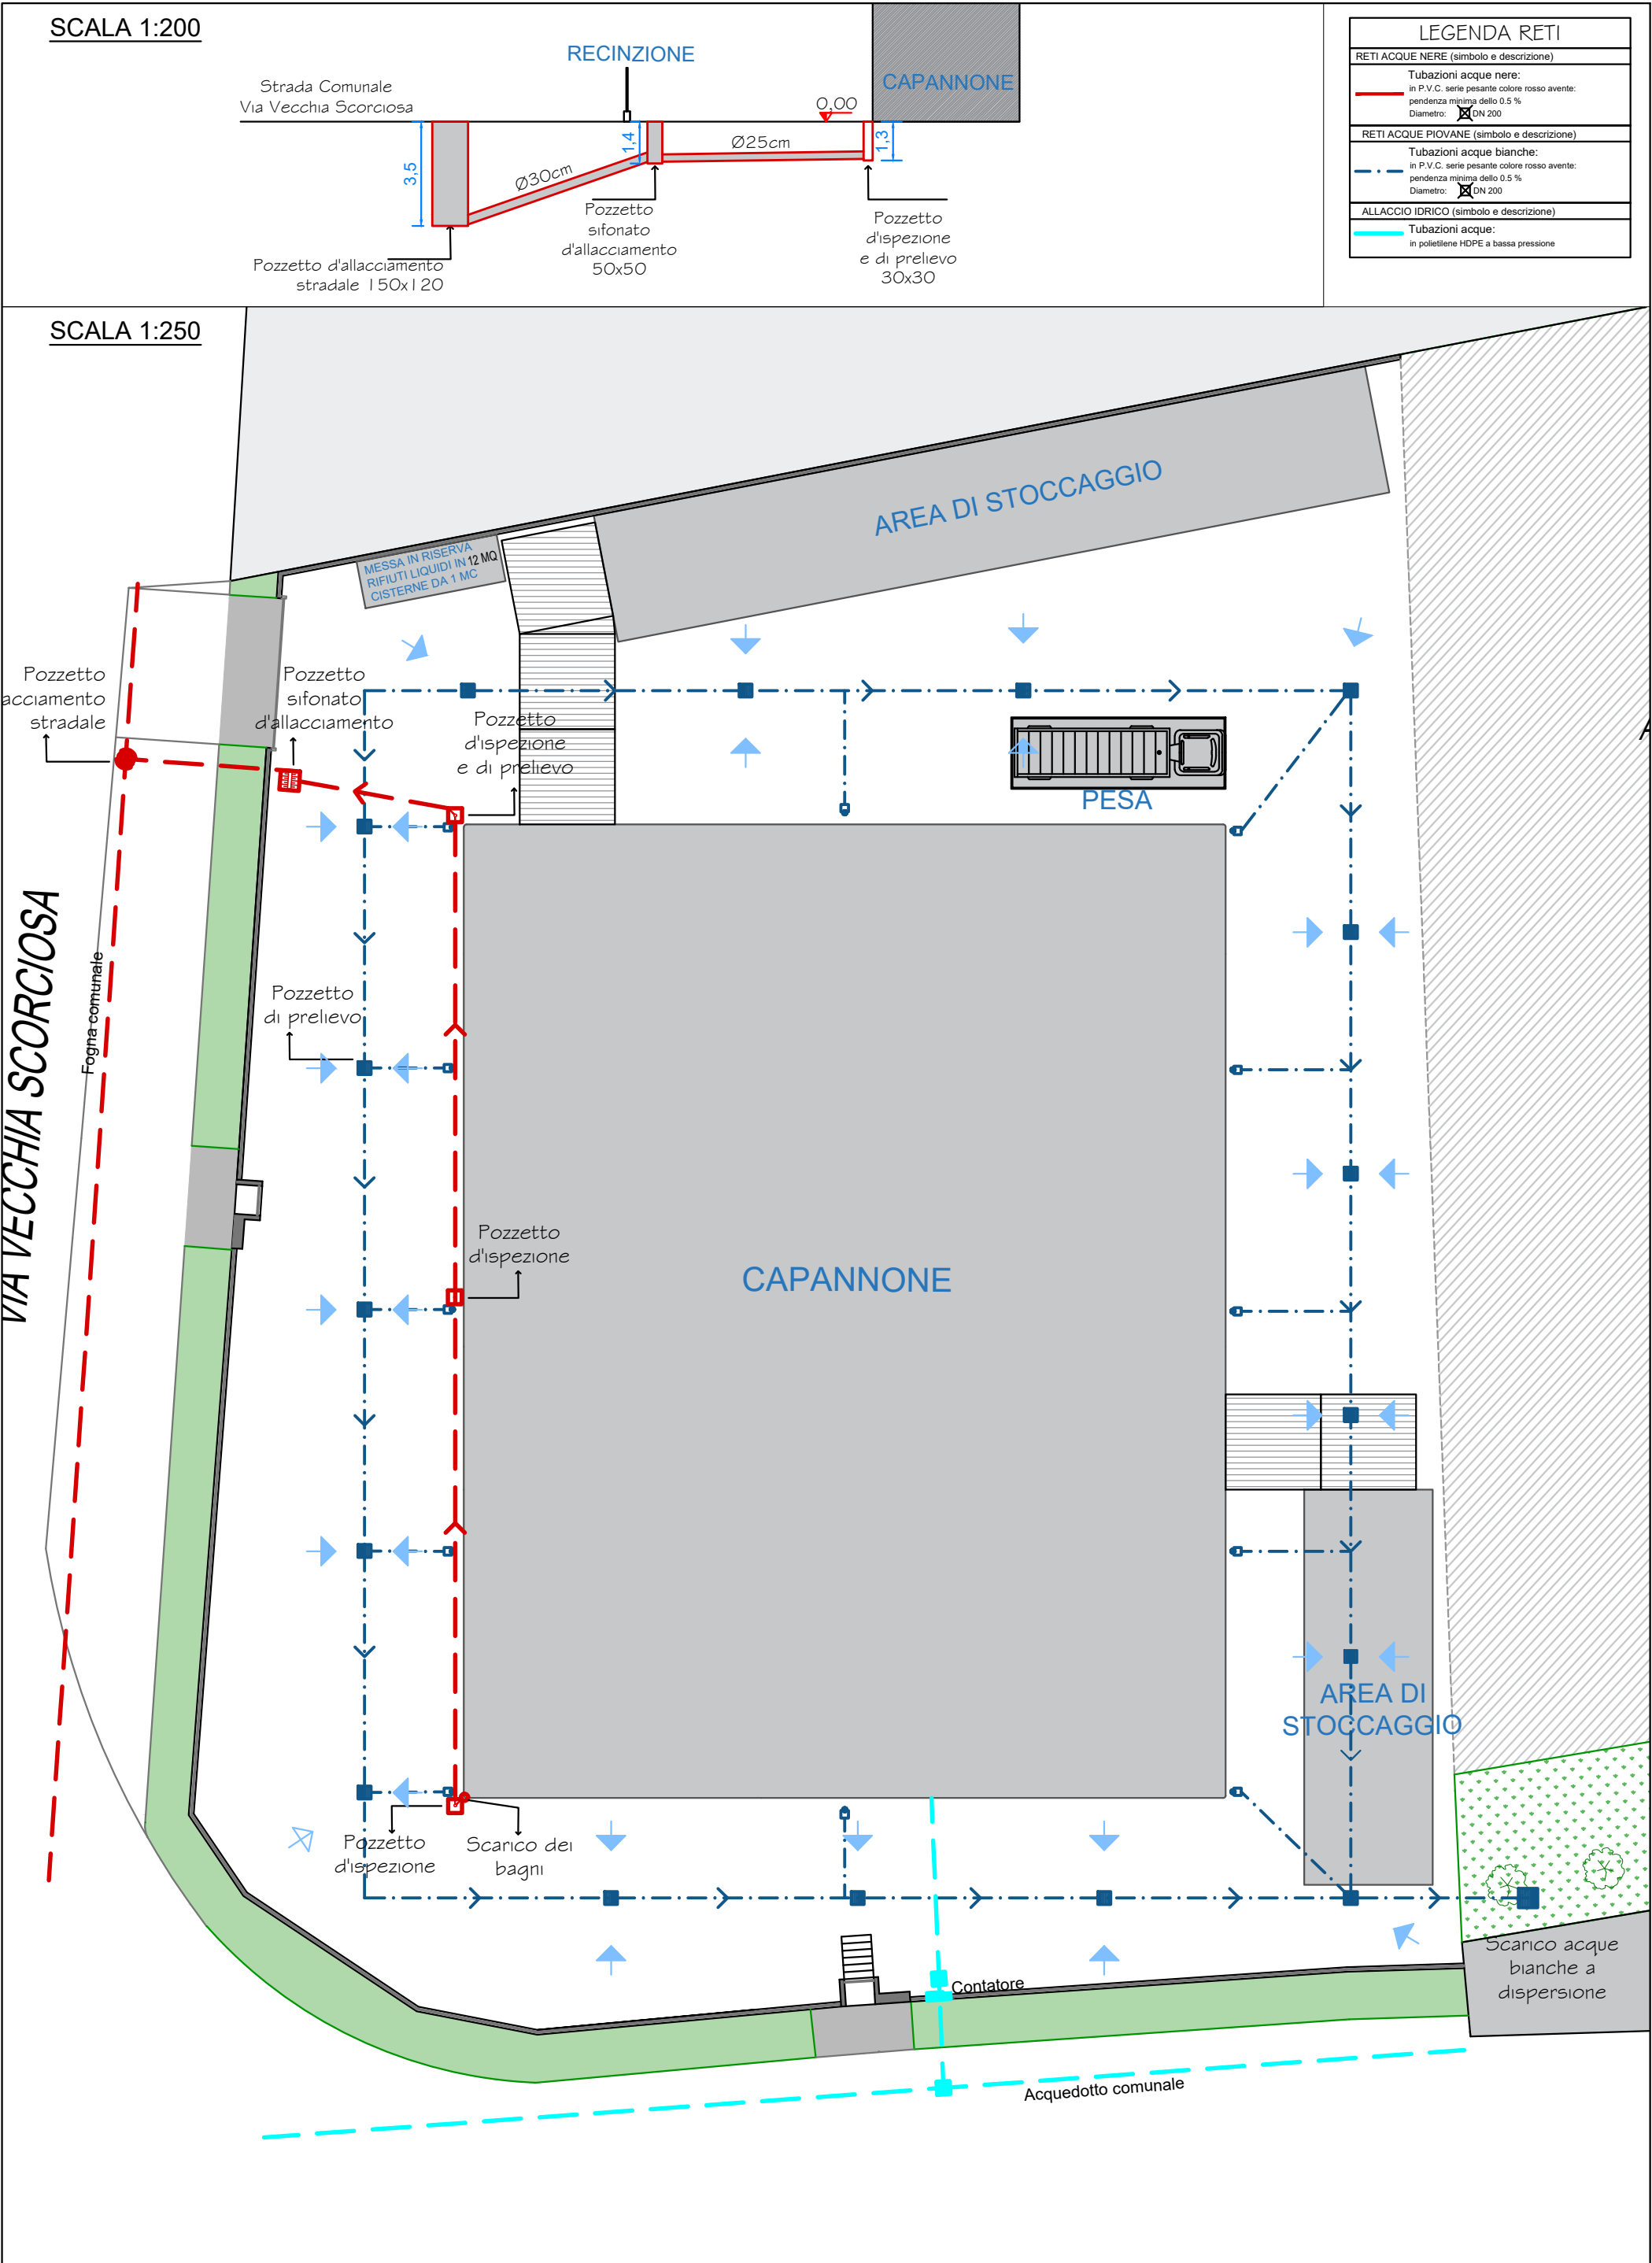 SCALA 1:200
RECINZIONE
Strada Comunale
Via Vecchia Scorciosa
0,00
CAPANNONE
3,5
1,4
1,3
Ø30cm
Ø25cm
Pozzetto
sifonato
d'allacciamento
50x50
Pozzetto
d'ispezione
e di prelievo
30x30
Pozzetto d'allacciamento
stradale 150x120
LEGENDA RETI
RETI ACQUE NERE (simbolo e descrizione)
Tubazioni acque nere:
in P.V.C. serie pesante colore rosso avente:
pendenza minima dello 0.5 %
Diametro: DN 200
RETI ACQUE PIOVANE (simbolo e descrizione)
Tubazioni acque bianche:
in P.V.C. serie pesante colore rosso avente:
pendenza minima dello 0.5 %
Diametro: DN 200
ALLACCIO IDRICO (simbolo e descrizione)
Tubazioni acque:
in polietilene HDPE a bassa pressione
SCALA 1:250
AREA DI STOCCAGGIO
MESSA IN RISERVA
RIFIUTI LIQUIDI IN 12 MQ
CISTERNE DA 1 MC
Pozzetto
acciamento
stradale
Pozzetto
sifonato
d'allacciamento
Pozzetto
d'ispezione
e di prelievo
PESA
A
VIA VECCHIA SCORCIOSA
Fogna comunale
Pozzetto
di prelievo
Pozzetto
d'ispezione
CAPANNONE
AREA DI
STOCCAGGIO
Pozzetto
d'ispezione
Scarico dei
bagni
Contatore
Scarico acque
bianche a
dispersione
Acquedotto comunale